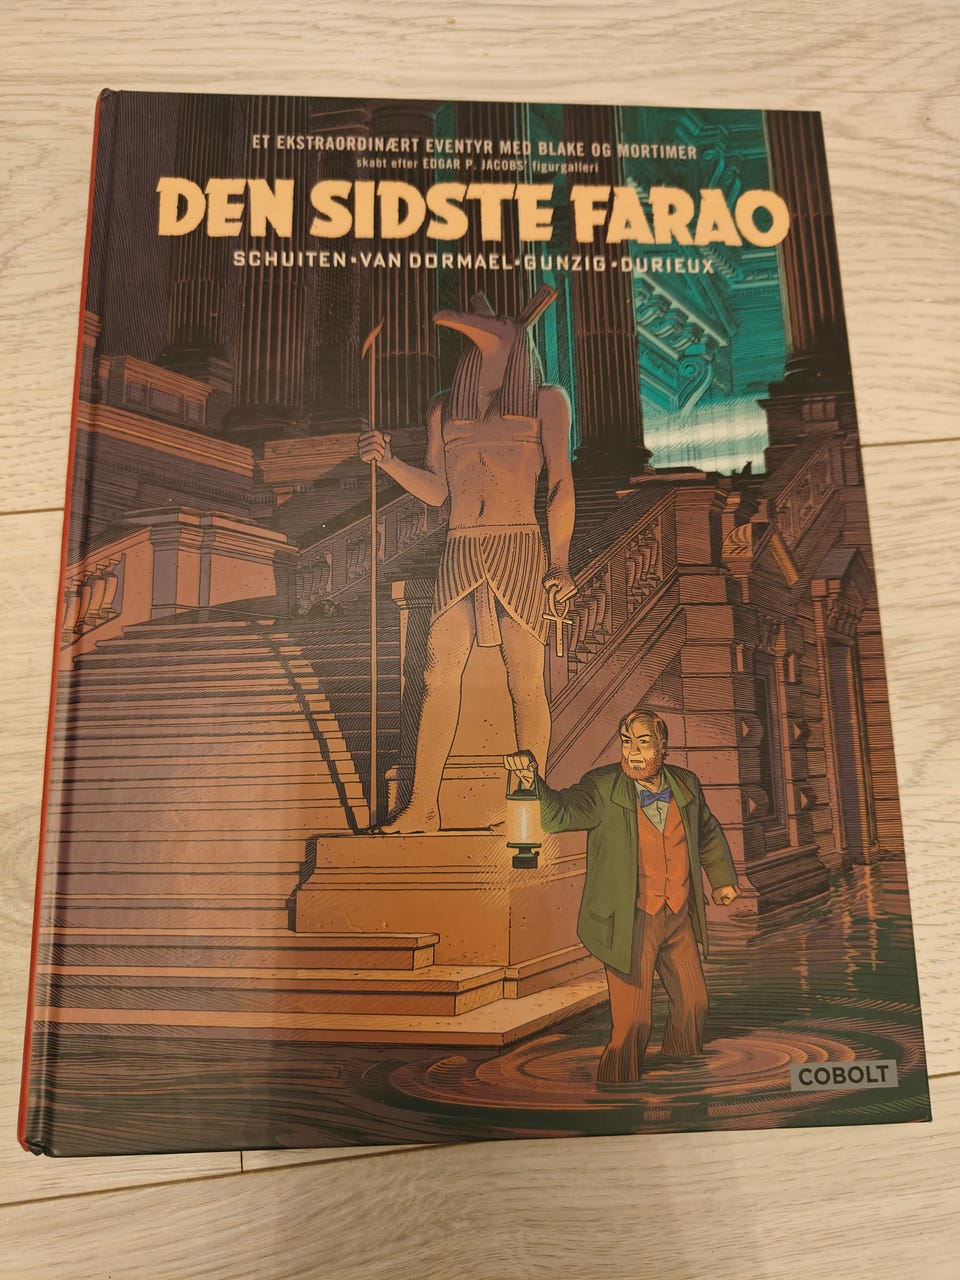 ET EKSTRAORDINÆRT EVENTYR MED BLAKE OG MORTIMER
skabt efter EDGAR P. JACOBS' figurgalleri
DEN SIDSTE FARAO
SCHUITEN•VAN DORMAEL•GUNZIG•DURIEUX
COBOLT